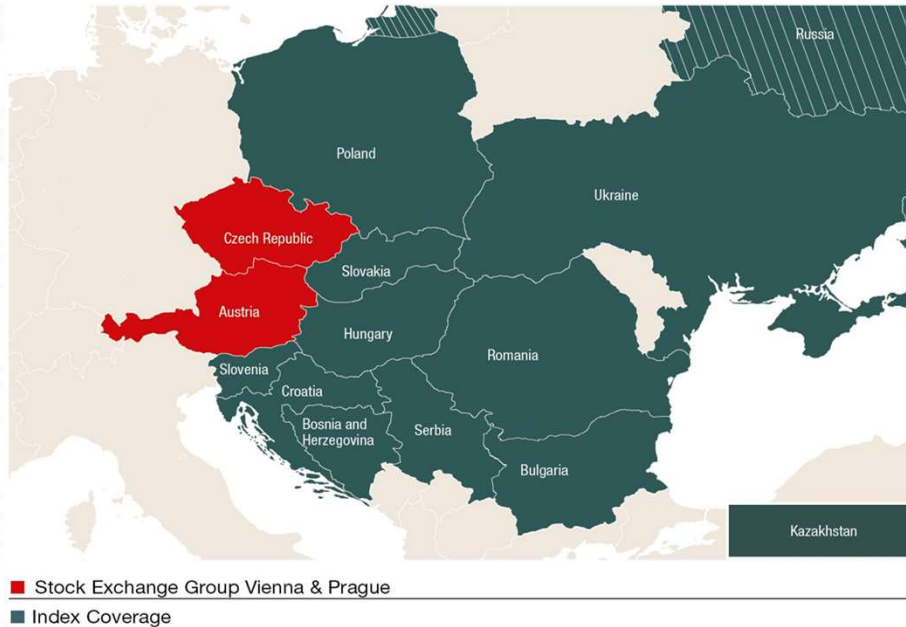 Russia
Poland
Ukraine
Czech Republic
Slovakia
Austria
Hungary
Romania
Slovenia
Croatia
Bosnia and
Herzegovina
Serbia
Bulgaria
Kazakhstan
Stock Exchange Group Vienna & Prague
Index Coverage